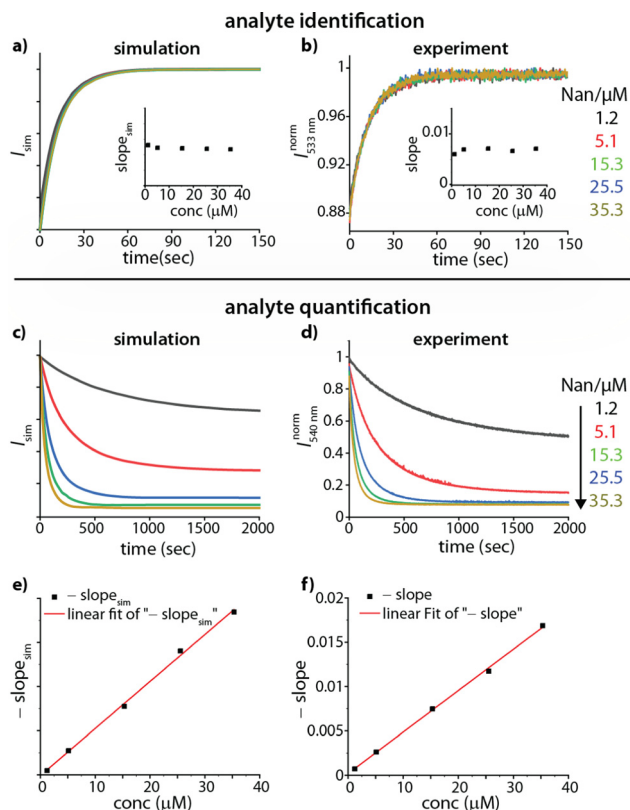 analyte identification
a) simulation
I_sim
slope_sim
0 10 20 30 40
conc (μM)
0 30 60 90 120 150
time(sec)
b) experiment
I^norm_533 nm
1
0.96
0.92
0.88
slope
0.01
0
0 10 20 30 40
conc (μM)
0 30 60 90 120 150
time (sec)
Nan/μM
1.2
5.1
15.3
25.5
35.3
analyte quantification
c) simulation
I_sim
0 500 1000 1500 2000
time (sec)
d) experiment
I^norm_540 nm
1
0.8
0.6
0.4
0.2
0
0 500 1000 1500 2000
time (sec)
Nan/μM
1.2
5.1
15.3
25.5
35.3
e)
− slope_sim
linear fit of "− slope_sim"
− slope_sim
0 10 20 30 40
conc (μM)
f)
− slope
linear Fit of "− slope"
− slope
0.02
0.015
0.01
0.005
0
0 10 20 30 40
conc (μM)